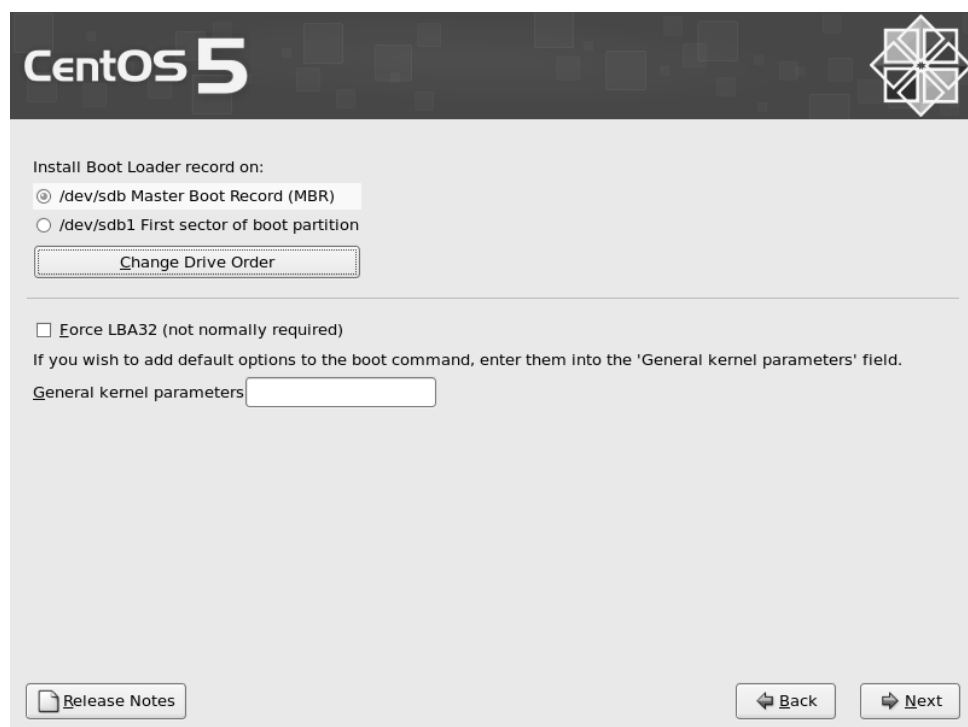 CentOS 5
Install Boot Loader record on:
/dev/sdb Master Boot Record (MBR)
/dev/sdb1 First sector of boot partition
Change Drive Order
Force LBA32 (not normally required)
If you wish to add default options to the boot command, enter them into the 'General kernel parameters' field.
General kernel parameters
Release Notes
Back
Next